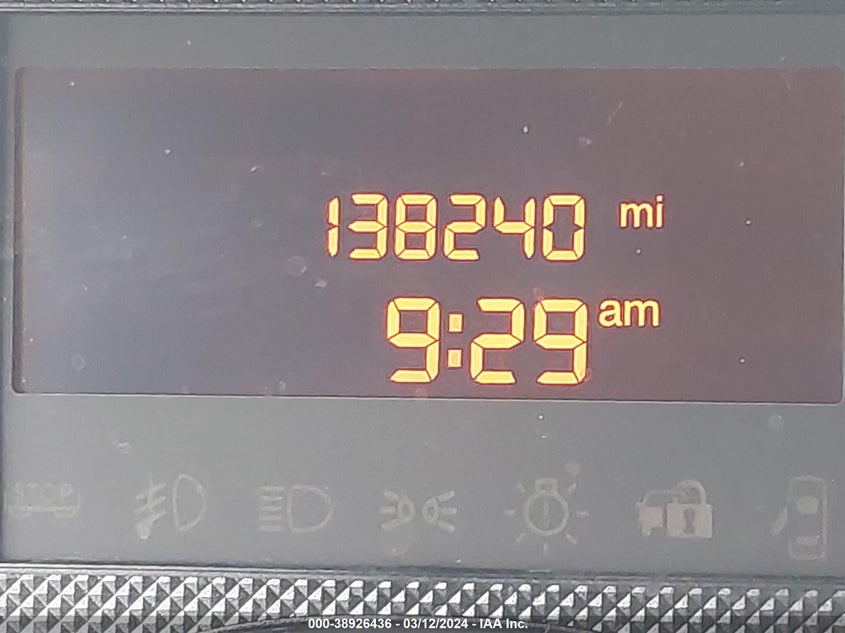 138240 mi
9:29 am
STOP
000-38926436 - 03/12/2024 - IAA Inc.